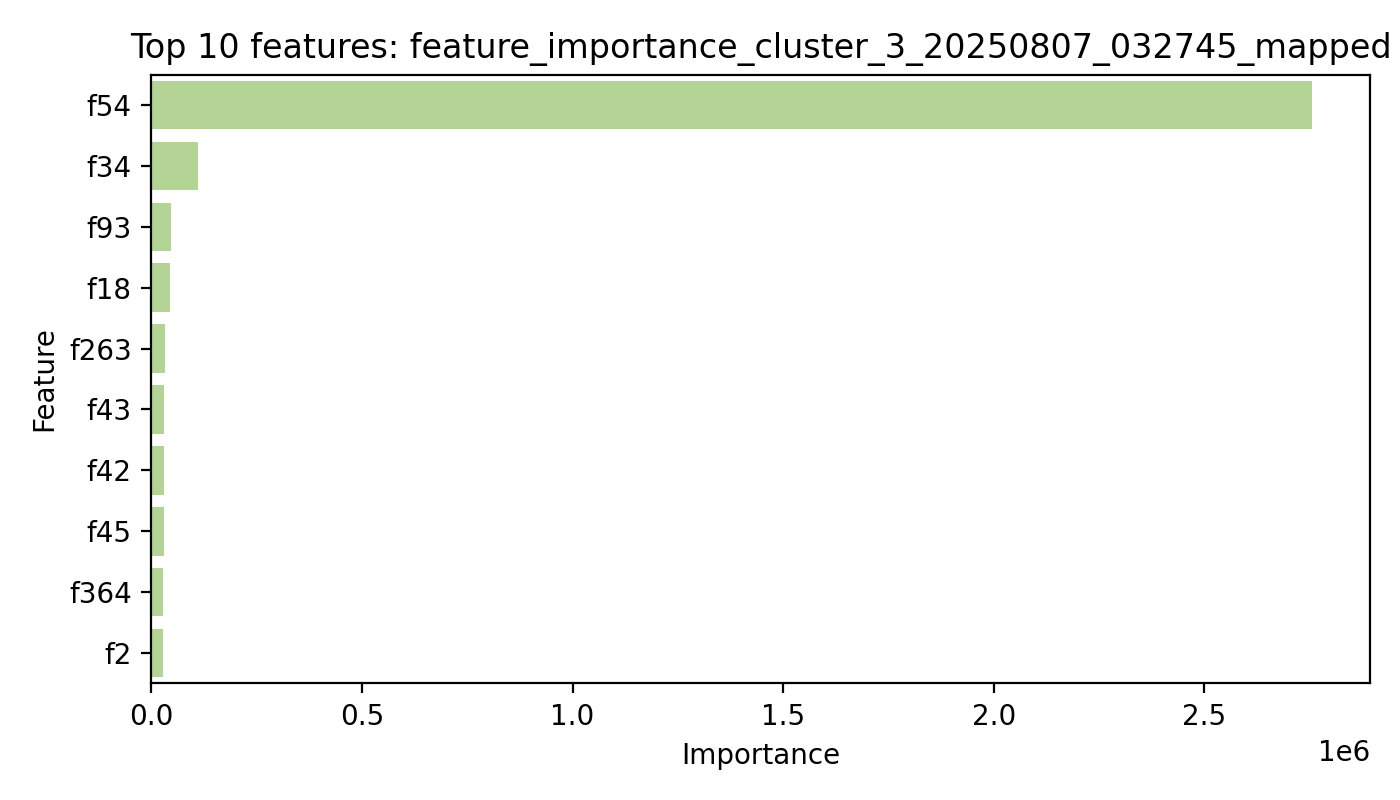 Top 10 features: feature_importance_cluster_3_20250807_032745_mapped
f54
f34
f93
f18
f263
f43
f42
f45
f364
f2
Feature
0.0 0.5 1.0 1.5 2.0 2.5
1e6
Importance